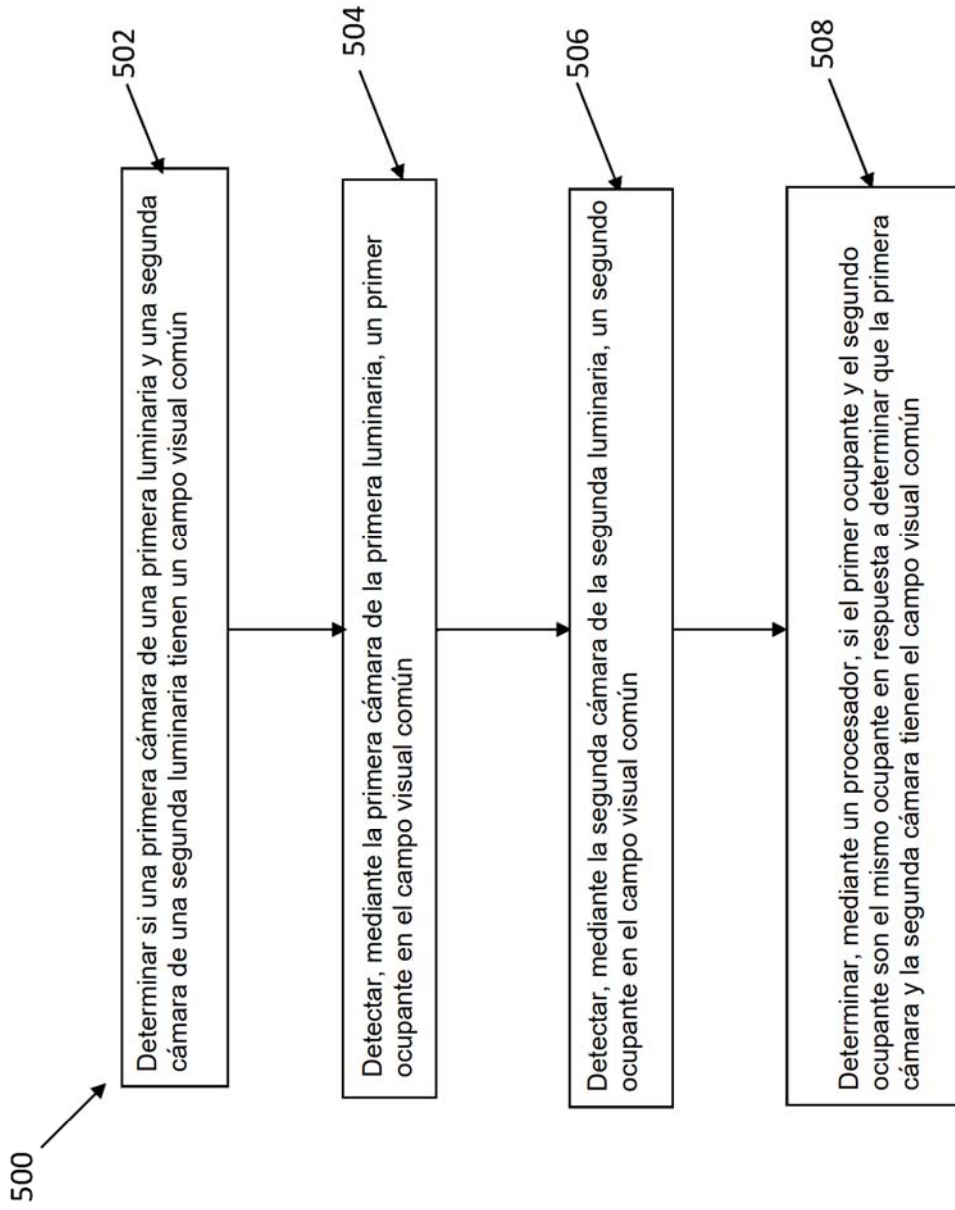 500
502
Determinar si una primera cámara de una primera luminaria y una segunda
cámara de una segunda luminaria tienen un campo visual común
504
Detectar, mediante la primera cámara de la primera luminaria, un primer
ocupante en el campo visual común
506
Detectar, mediante la segunda cámara de la segunda luminaria, un segundo
ocupante en el campo visual común
508
Determinar, mediante un procesador, si el primer ocupante y el segundo
ocupante son el mismo ocupante en respuesta a determinar que la primera
cámara y la segunda cámara tienen el campo visual común